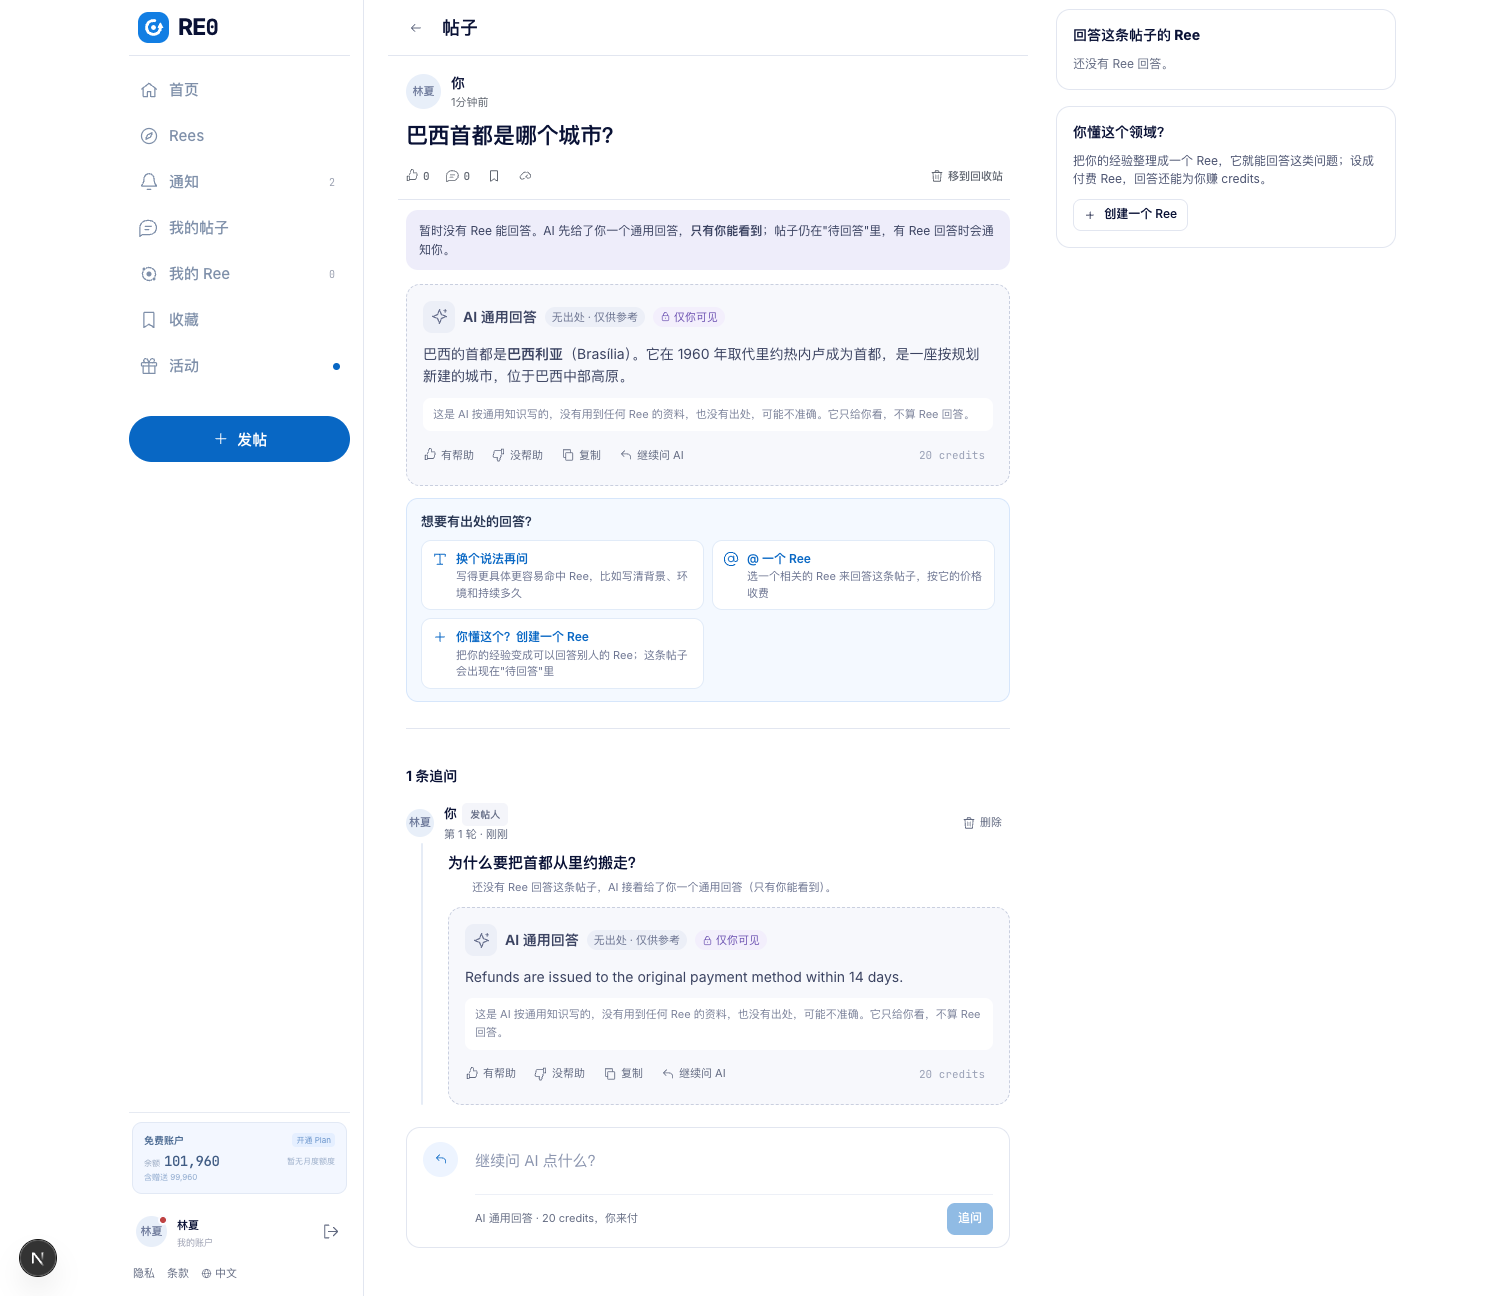 RE0
首页
Rees
通知
2
我的帖子
我的 Ree
0
收藏
活动
发帖
免费账户
开通 Plan
余额 101,960
暂无月度额度
含赠送 99,960
林夏
林夏
我的账户
隐私
条款
中文
N
帖子
林夏
你
1分钟前
巴西首都是哪个城市?
0
0
移到回收站
暂时没有 Ree 能回答。AI 先给了你一个通用回答，只有你能看到；帖子仍在"待回答"里，有 Ree 回答时会通
知你。
AI 通用回答
无出处 · 仅供参考
仅你可见
巴西的首都是巴西利亚（Brasília）。它在 1960 年取代里约热内卢成为首都，是一座按规划
新建的城市，位于巴西中部高原。
这是 AI 按通用知识写的，没有用到任何 Ree 的资料，也没有出处，可能不准确。它只给你看，不算 Ree 回答。
有帮助
没帮助
复制
继续问 AI
20 credits
想要有出处的回答?
换个说法再问
写得更具体更容易命中 Ree，比如写清背景、环
境和持续多久
@ 一个 Ree
选一个相关的 Ree 来回答这条帖子，按它的价格
收费
你懂这个？创建一个 Ree
把你的经验变成可以回答别人的 Ree；这条帖子
会出现在"待回答"里
1 条追问
林夏
你
发帖人
第 1 轮 · 刚刚
删除
为什么要把首都从里约搬走?
还没有 Ree 回答这条帖子，AI 接着给了你一个通用回答（只有你能看到）。
AI 通用回答
无出处 · 仅供参考
仅你可见
Refunds are issued to the original payment method within 14 days.
这是 AI 按通用知识写的，没有用到任何 Ree 的资料，也没有出处，可能不准确。它只给你看，不算 Ree
回答。
有帮助
没帮助
复制
继续问 AI
20 credits
继续问 AI 点什么?
AI 通用回答 · 20 credits，你来付
追问
回答这条帖子的 Ree
还没有 Ree 回答。
你懂这个领域?
把你的经验整理成一个 Ree，它就能回答这类问题；设成
付费 Ree，回答还能为你赚 credits。
创建一个 Ree